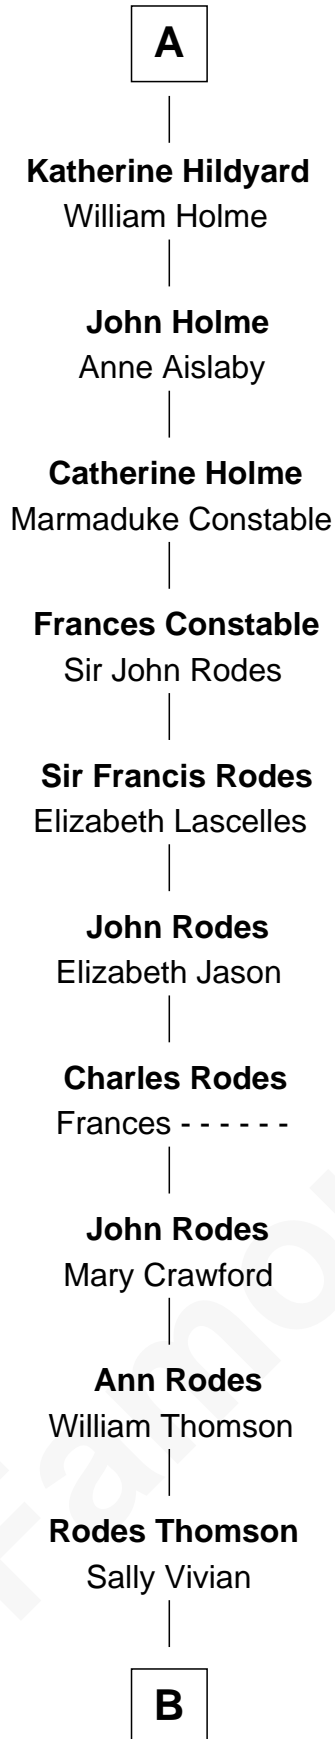 A
Katherine Hildyard
William Holme
John Holme
Anne Aislaby
Catherine Holme
Marmaduke Constable
Frances Constable
Sir John Rodes
Sir Francis Rodes
Elizabeth Lascelles
John Rodes
Elizabeth Jason
Charles Rodes
Frances - - - - - -
John Rodes
Mary Crawford
Ann Rodes
William Thomson
Rodes Thomson
Sally Vivian
B